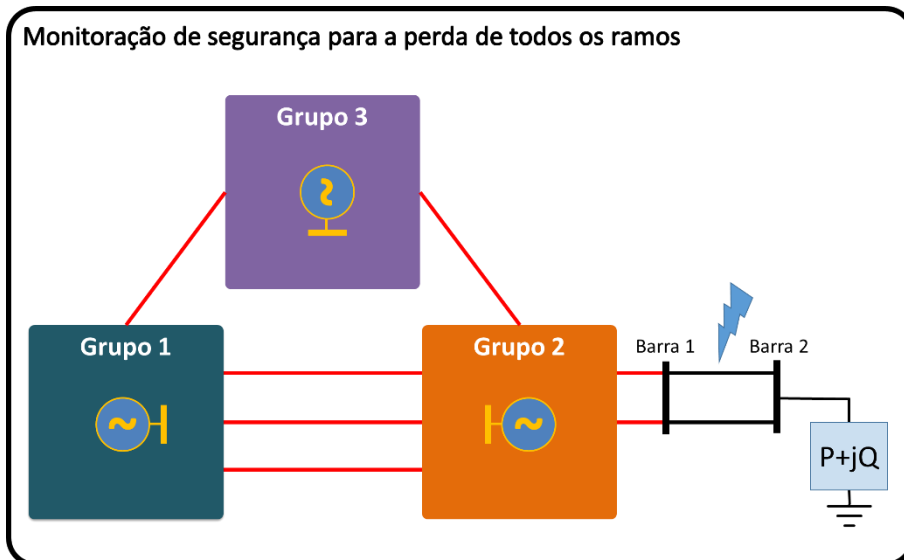 Monitoração de segurança para a perda de todos os ramos
Grupo 3
Grupo 1
Grupo 2
Barra 1
Barra 2
P+jQ